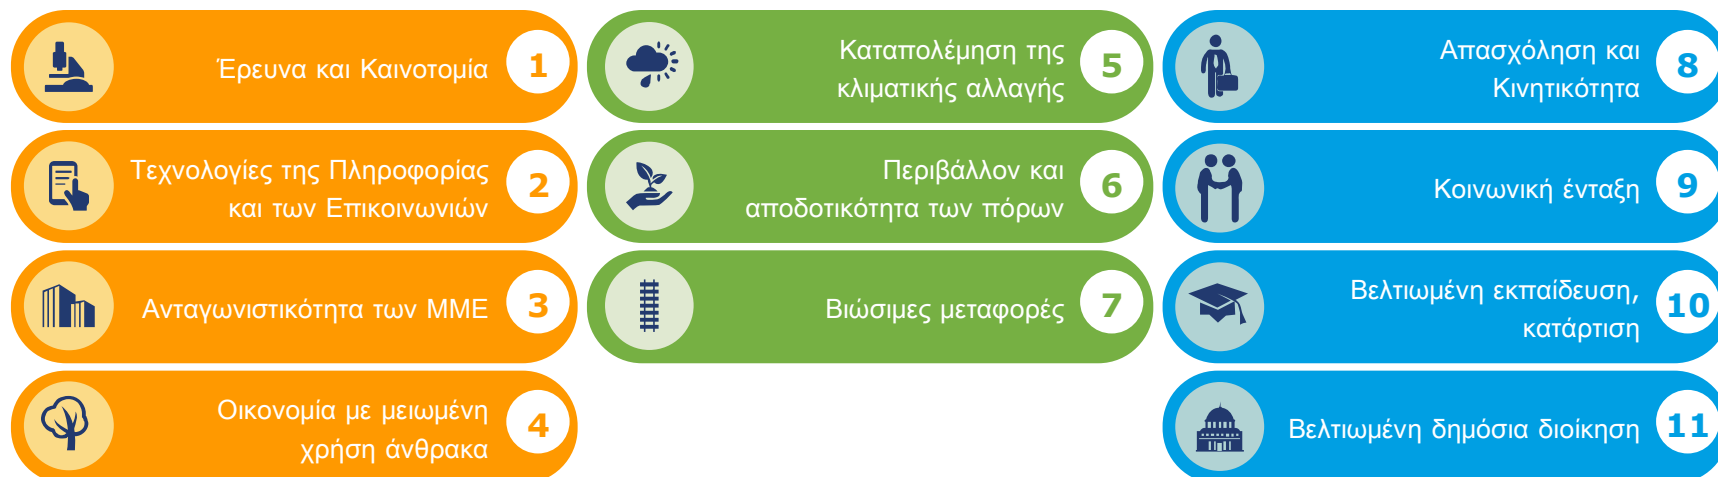 Έρευνα και Καινοτομία
1
Τεχνολογίες της Πληροφορίας
και των Επικοινωνιών
2
Ανταγωνιστικότητα των ΜΜΕ
3
Οικονομία με μειωμένη
χρήση άνθρακα
4
Καταπολέμηση της
κλιματικής αλλαγής
5
Περιβάλλον και
αποδοτικότητα των πόρων
6
Βιώσιμες μεταφορές
7
Απασχόληση και
Κινητικότητα
8
Κοινωνική ένταξη
9
Βελτιωμένη εκπαίδευση,
κατάρτιση
10
Βελτιωμένη δημόσια διοίκηση
11